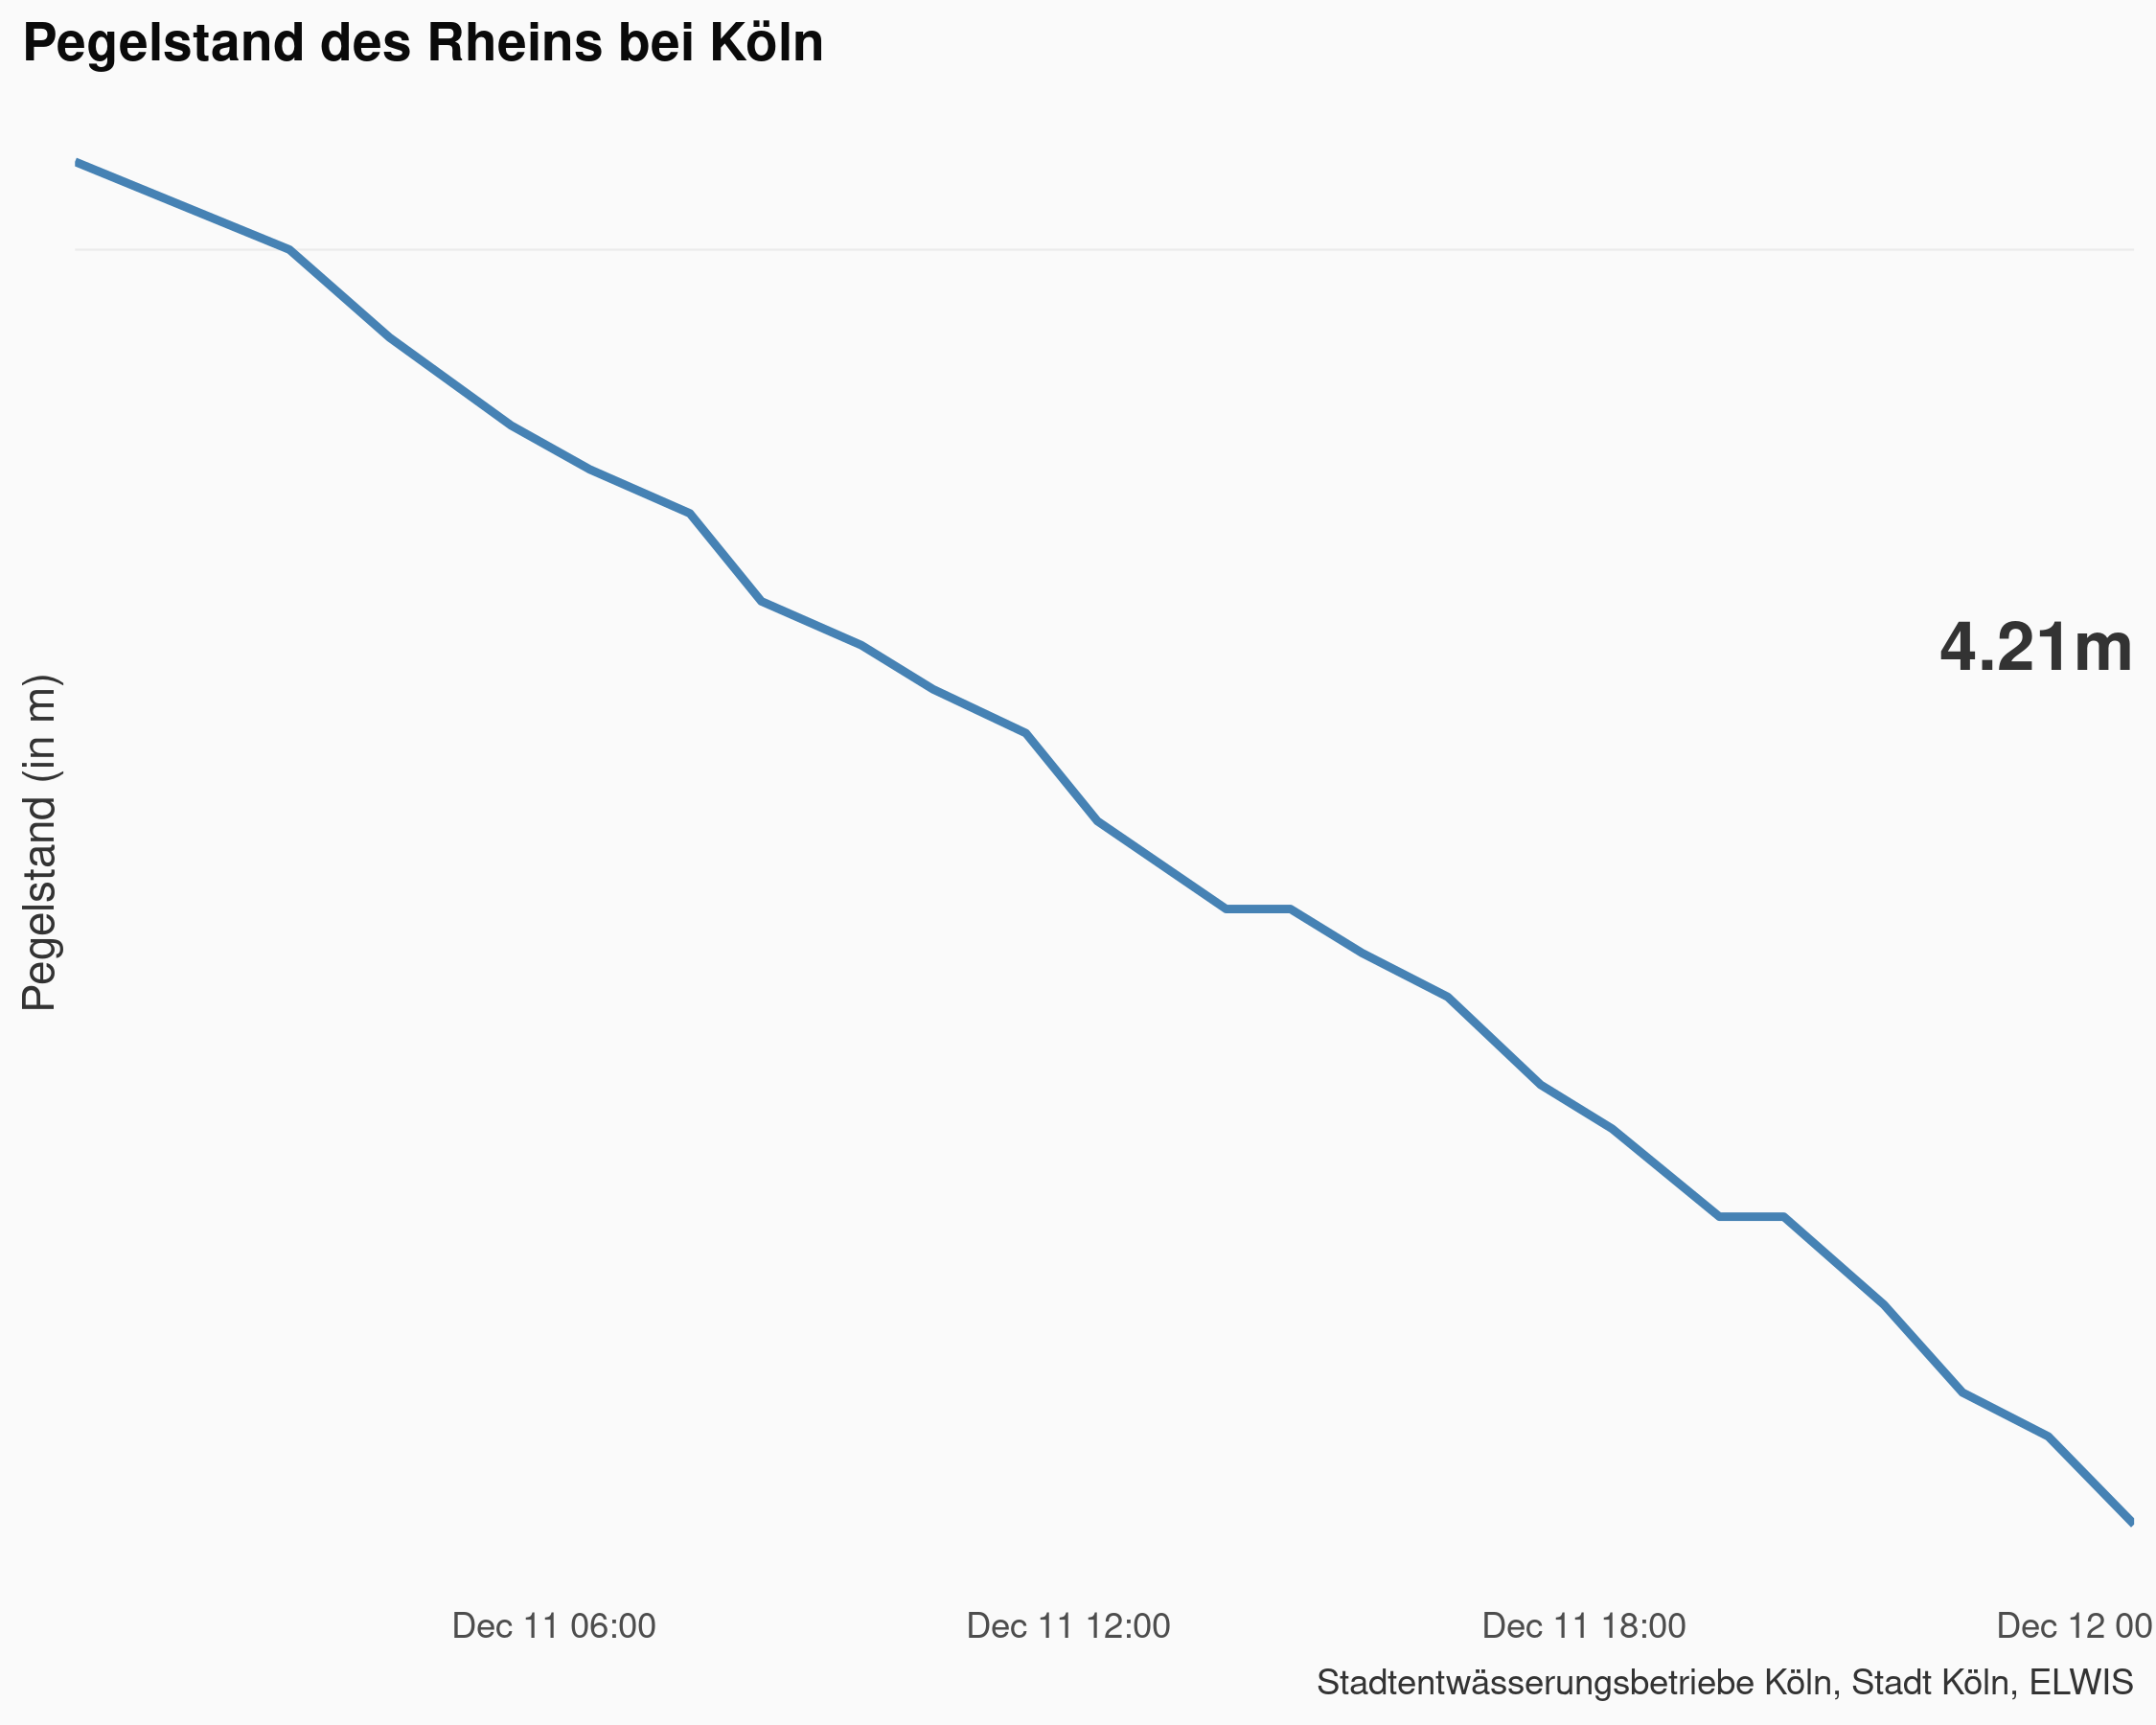 Pegelstand des Rheins bei Köln
Pegelstand (in m)
4.21m
Dec 11 06:00
Dec 11 12:00
Dec 11 18:00
Dec 12 00
Stadtentwässerungsbetriebe Köln, Stadt Köln, ELWIS